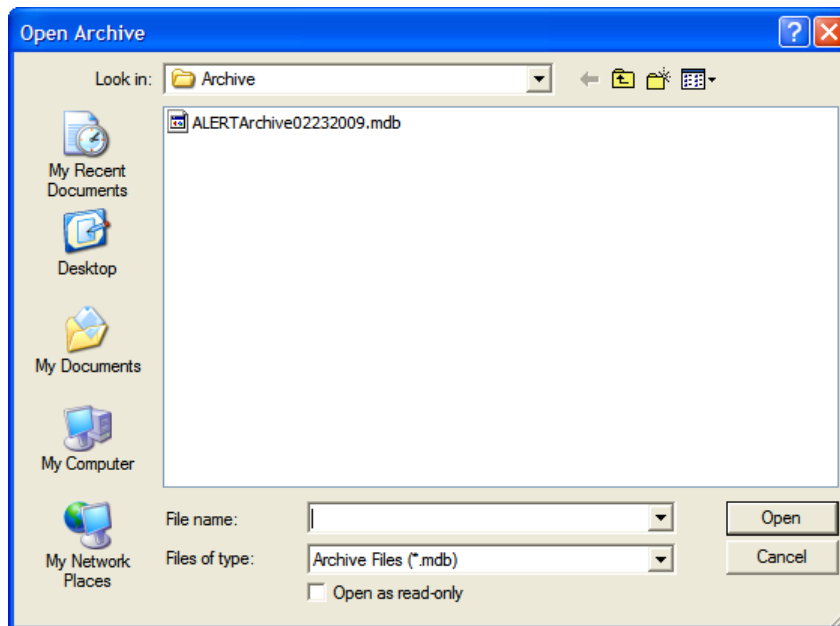 Open Archive
Look in:
Archive
ALERTArchive02232009.mdb
My Recent
Documents
Desktop
My Documents
My Computer
My Network
Places
File name:
Open
Files of type:
Archive Files (*.mdb)
Cancel
Open as read-only